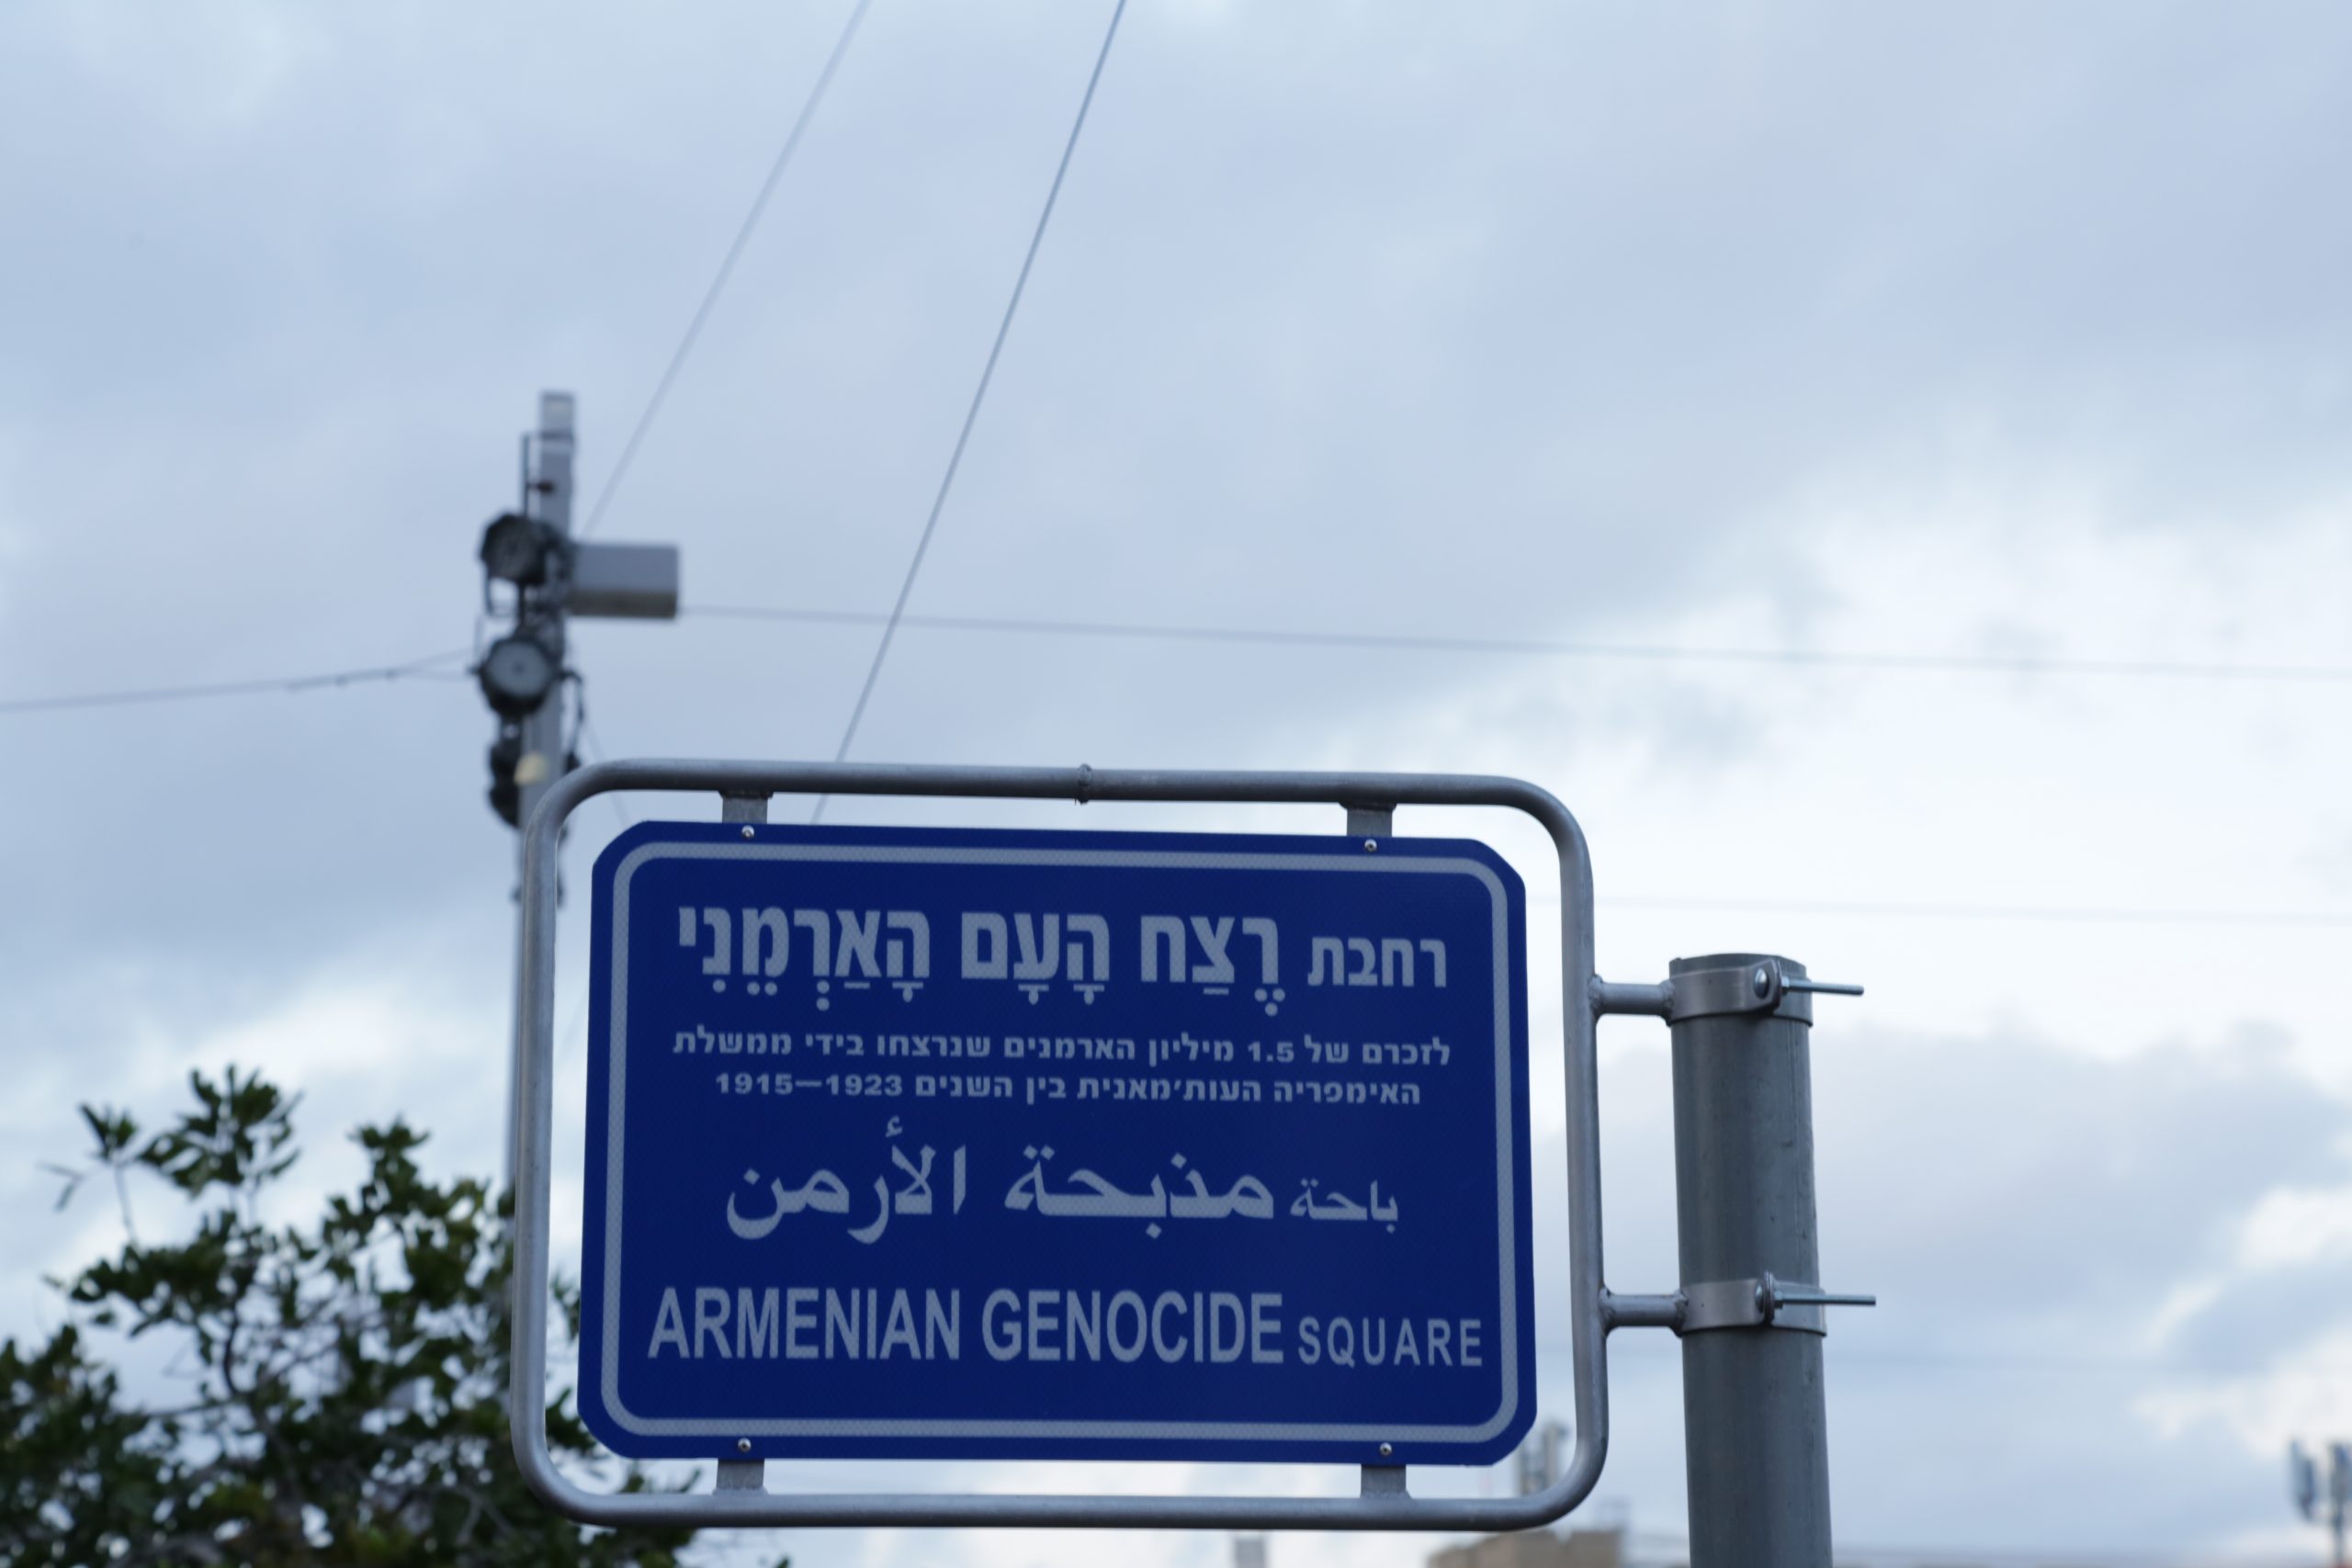 רחבת רֶצַח הָעָם הָאַרְמֵנִי
לזכרם של 1.5 מיליון הארמנים שנרצחו בידי ממשלת
האימפריה העות'מאנית בין השנים 1923–1915
باحة مذبحة الأرمن
ARMENIAN GENOCIDE SQUARE